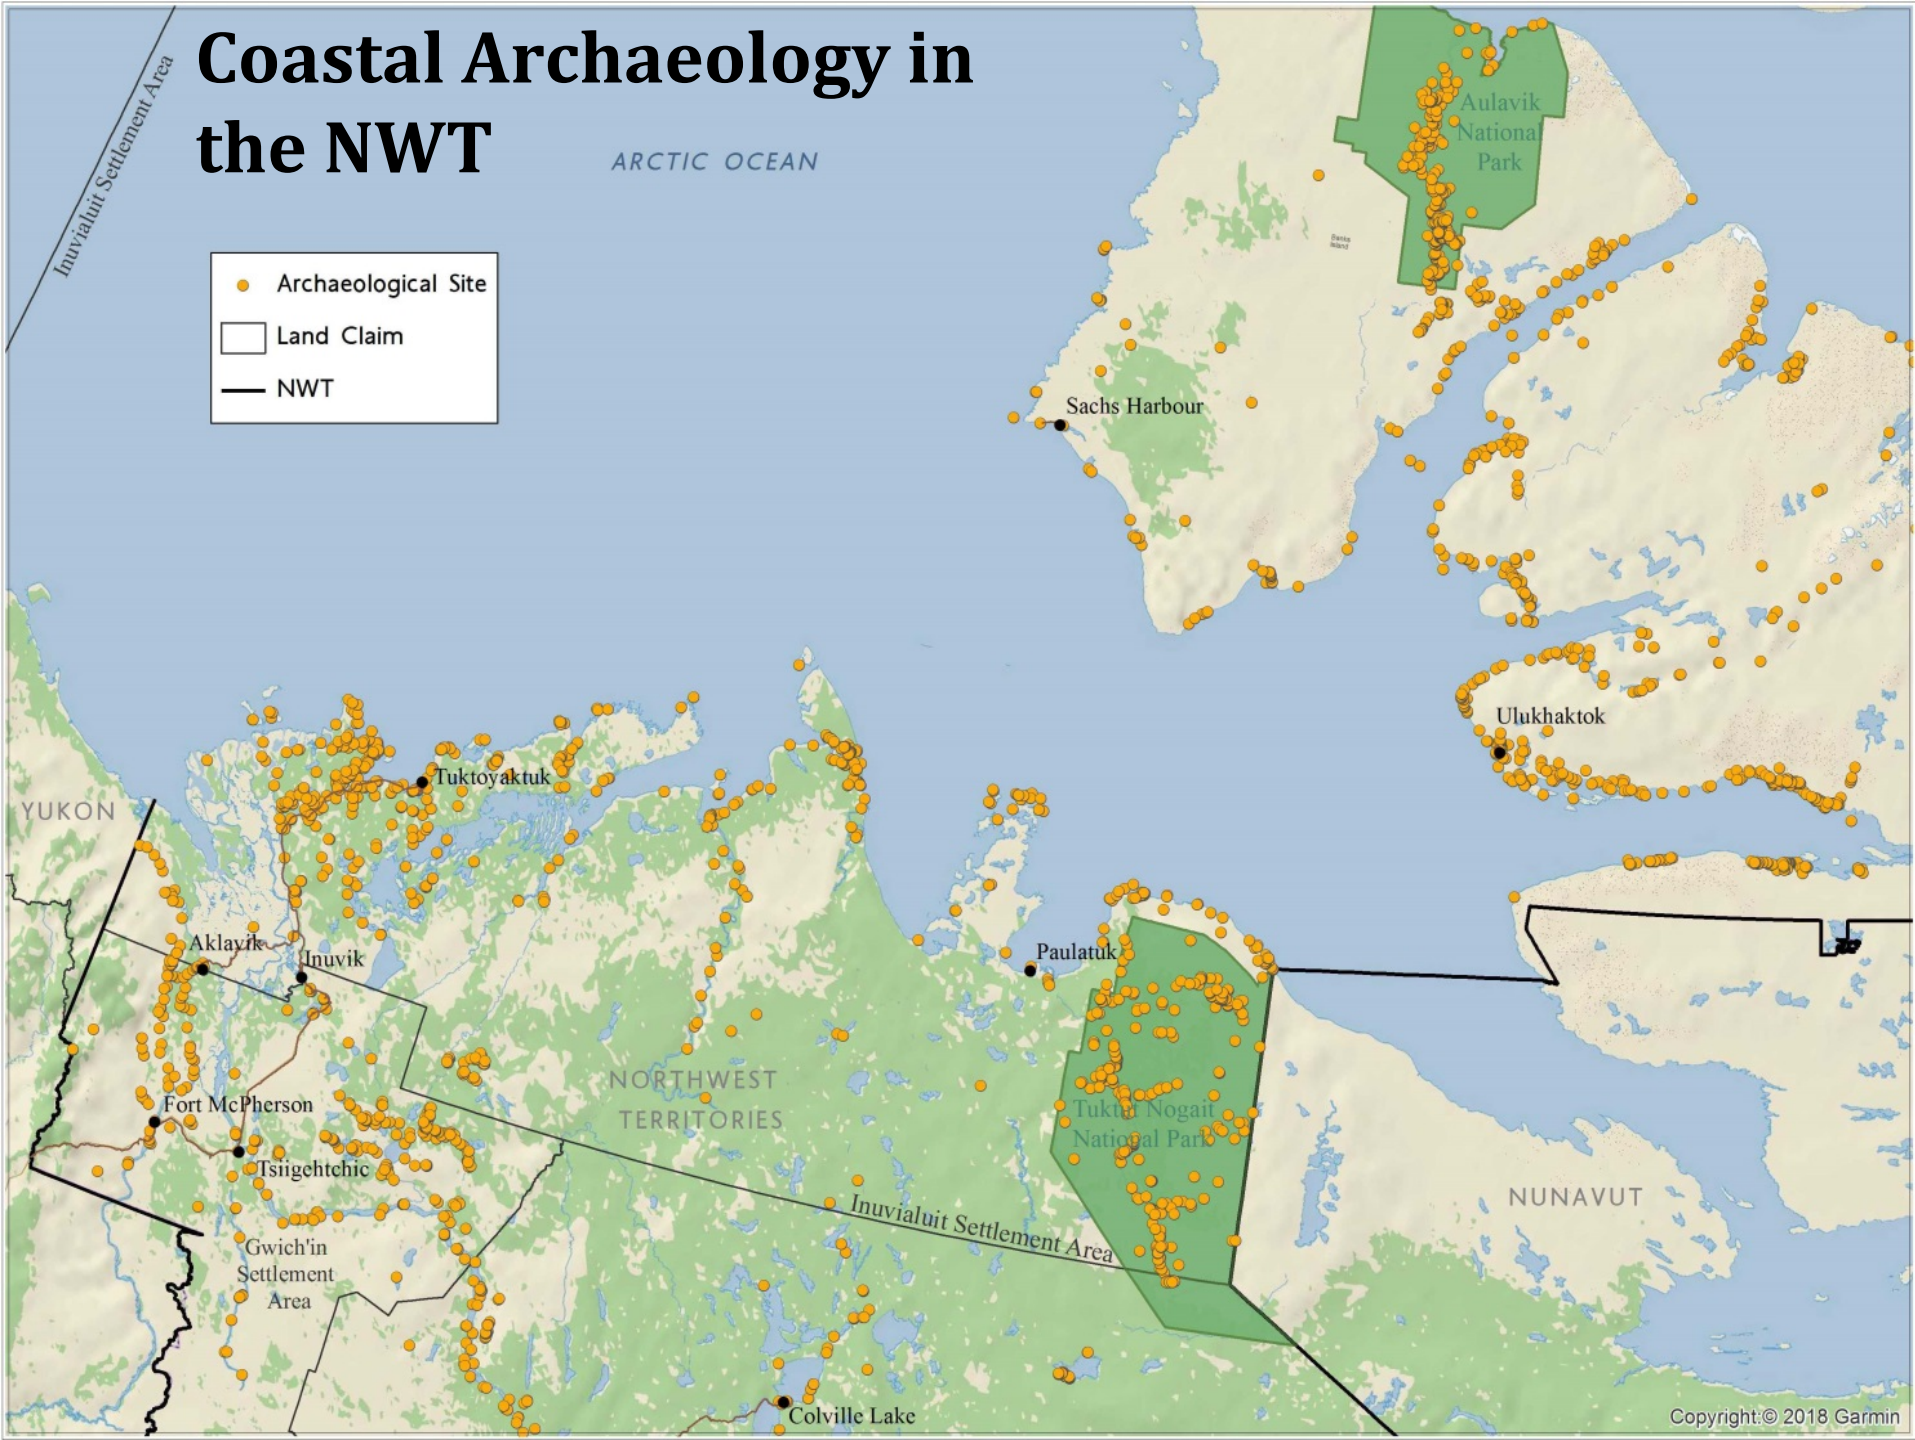 Coastal Archaeology in
the NWT
Inuvialuit Settlement Area
ARCTIC OCEAN
Aulavik
National
Park
Banks
Island
Archaeological Site
Land Claim
NWT
Sachs Harbour
Ulukhaktok
Tuktoyaktuk
YUKON
Aklavik
Inuvik
Paulatuk
NORTHWEST
TERRITORIES
Fort McPherson
Tuktut Nogait
National Park
Tsiigehtchic
NUNAVUT
Inuvialuit Settlement Area
Gwich'in
Settlement
Area
Colville Lake
Copyright:© 2018 Garmin